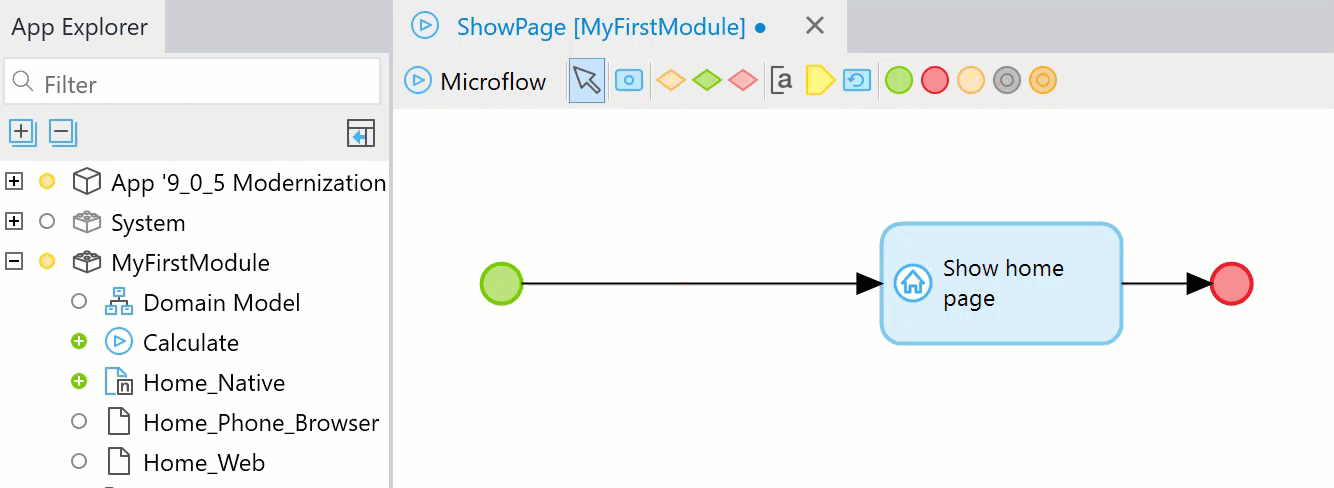 App Explorer
ShowPage [MyFirstModule]
Filter
Microflow
[a
App '9_0_5 Modernization
System
MyFirstModule
Domain Model
Calculate
Home_Native
Home_Phone_Browser
Home_Web
Show home
page